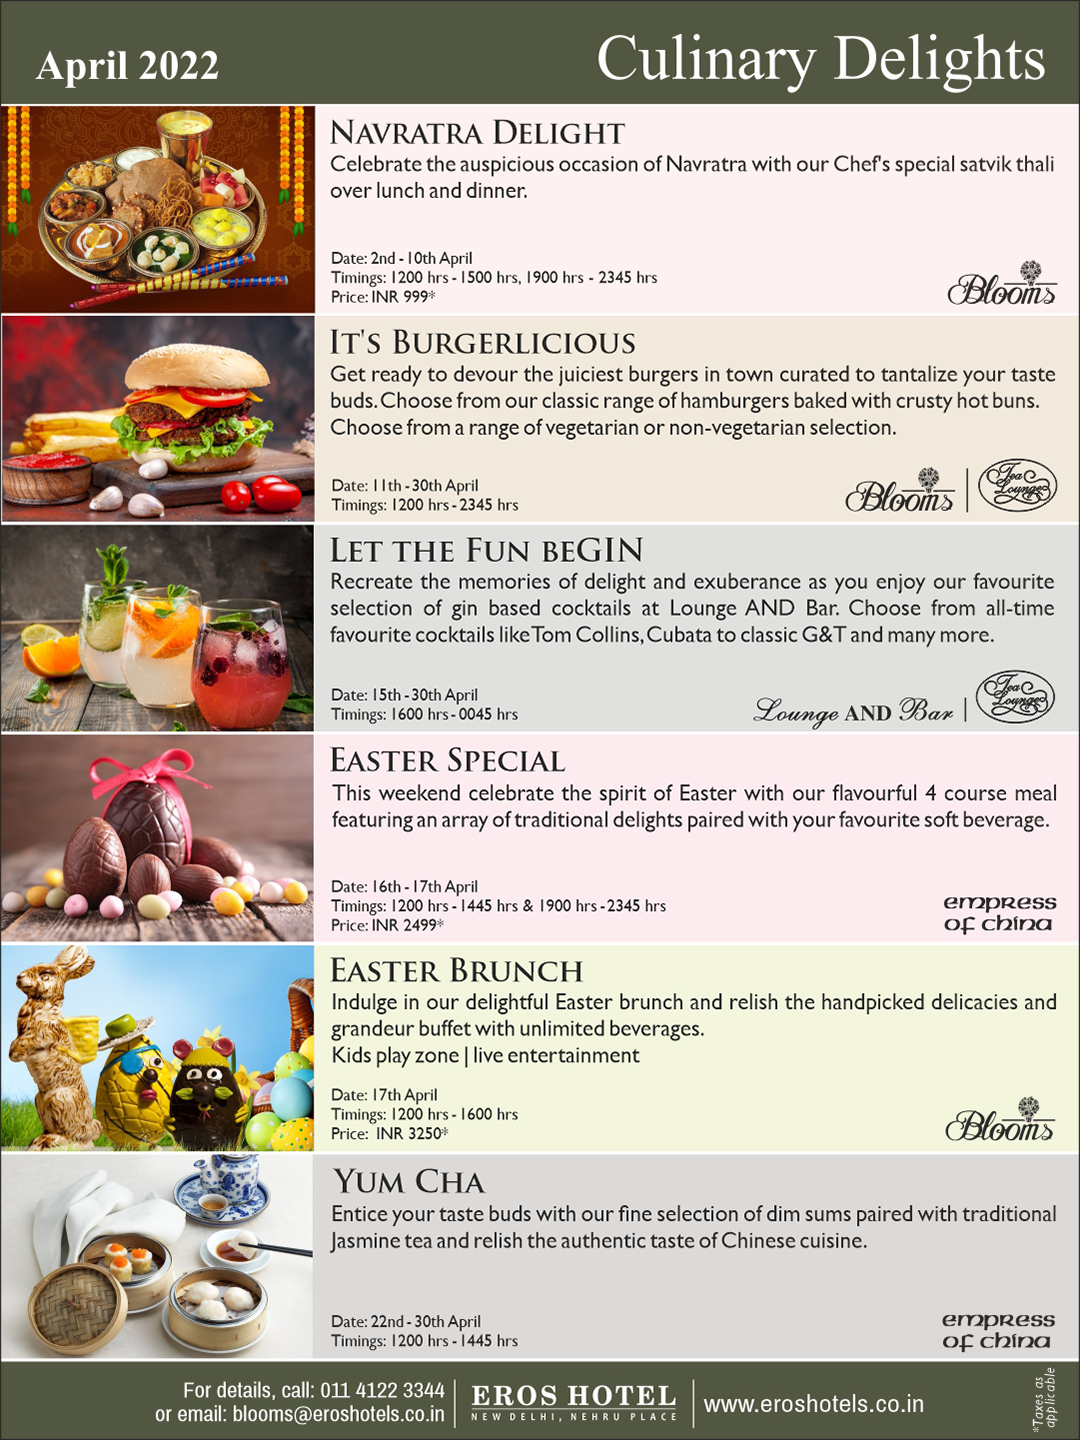 April 2022
Culinary Delights
NAVRATRA DELIGHT
Celebrate the auspicious occasion of Navratra with our Chef's special satvik thali
over lunch and dinner.
Date: 2nd - 10th April
Timings: 1200 hrs - 1500 hrs, 1900 hrs - 2345 hrs
Price: INR 999*
Blooms
IT'S BURGERLICIOUS
Get ready to devour the juiciest burgers in town curated to tantalize your taste
buds. Choose from our classic range of hamburgers baked with crusty hot buns.
Choose from a range of vegetarian or non-vegetarian selection.
Date: 11th - 30th April
Timings: 1200 hrs - 2345 hrs
Blooms | Tea Lounge
LET THE FUN BEGIN
Recreate the memories of delight and exuberance as you enjoy our favourite
selection of gin based cocktails at Lounge AND Bar. Choose from all-time
favourite cocktails like Tom Collins, Cubata to classic G&T and many more.
Date: 15th - 30th April
Timings: 1600 hrs - 0045 hrs
Lounge AND Bar | Tea Lounge
EASTER SPECIAL
This weekend celebrate the spirit of Easter with our flavourful 4 course meal
featuring an array of traditional delights paired with your favourite soft beverage.
Date: 16th - 17th April
Timings: 1200 hrs - 1445 hrs & 1900 hrs - 2345 hrs
Price: INR 2499*
empress
of china
EASTER BRUNCH
Indulge in our delightful Easter brunch and relish the handpicked delicacies and
grandeur buffet with unlimited beverages.
Kids play zone | live entertainment
Date: 17th April
Timings: 1200 hrs - 1600 hrs
Price: INR 3250*
Blooms
YUM CHA
Entice your taste buds with our fine selection of dim sums paired with traditional
Jasmine tea and relish the authentic taste of Chinese cuisine.
Date: 22nd - 30th April
Timings: 1200 hrs - 1445 hrs
empress
of china
For details, call: 011 4122 3344
or email: blooms@eroshotels.co.in
EROS HOTEL
NEW DELHI, NEHRU PLACE
www.eroshotels.co.in
*Taxes as
applicable